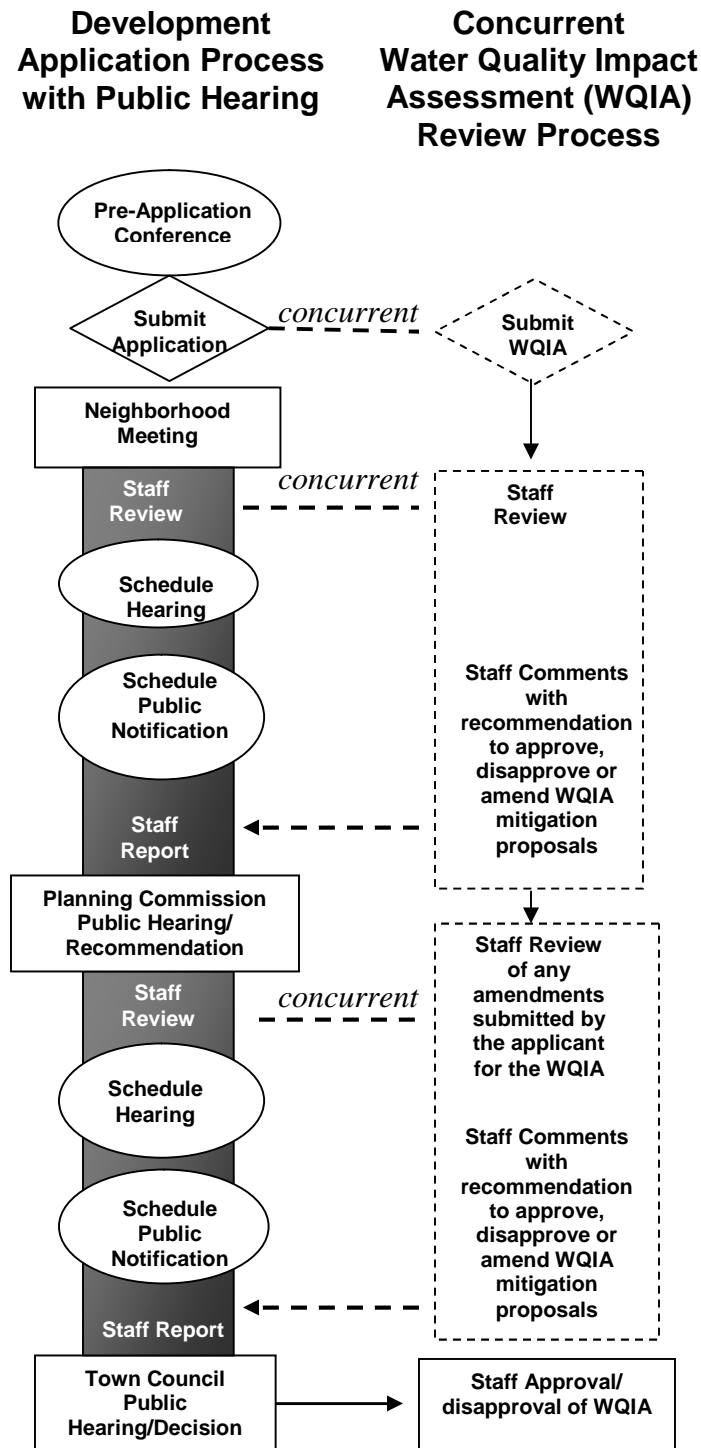 Development
Application Process
with Public Hearing
Concurrent
Water Quality Impact
Assessment (WQIA)
Review Process
Pre-Application
Conference
Submit
Application
concurrent
Submit
WQIA
Neighborhood
Meeting
Staff
Review
concurrent
Staff
Review
Schedule
Hearing
Schedule
Public
Notification
Staff Comments
with
recommendation
to approve,
disapprove or
amend WQIA
mitigation
proposals
Staff
Report
Planning Commission
Public Hearing/
Recommendation
Staff
Review
concurrent
Staff Review
of any
amendments
submitted by
the applicant
for the WQIA
Schedule
Hearing
Schedule
Public
Notification
Staff Comments
with
recommendation
to approve,
disapprove or
amend WQIA
mitigation
proposals
Staff Report
Town Council
Public
Hearing/Decision
Staff Approval/
disapproval of WQIA